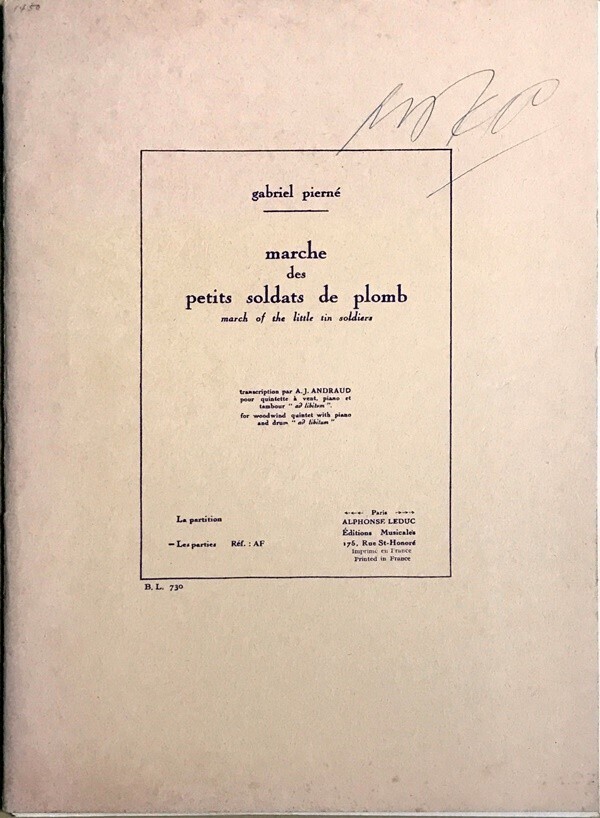 gabriel pierné
marche
des
petits soldats de plomb
march of the little tin soldiers
transcription par A.J. ANDRAUD
pour quintette à vent, piano et
tambour " ad libitum ".
for woodwind quintet with piano
and drum " ad libitum "
La partition
– Les parties Réf. : AF
Paris
ALPHONSE LEDUC
Éditions Musicales
175, Rue St-Honoré
Imprimé en France
Printed in France
B. L. 730